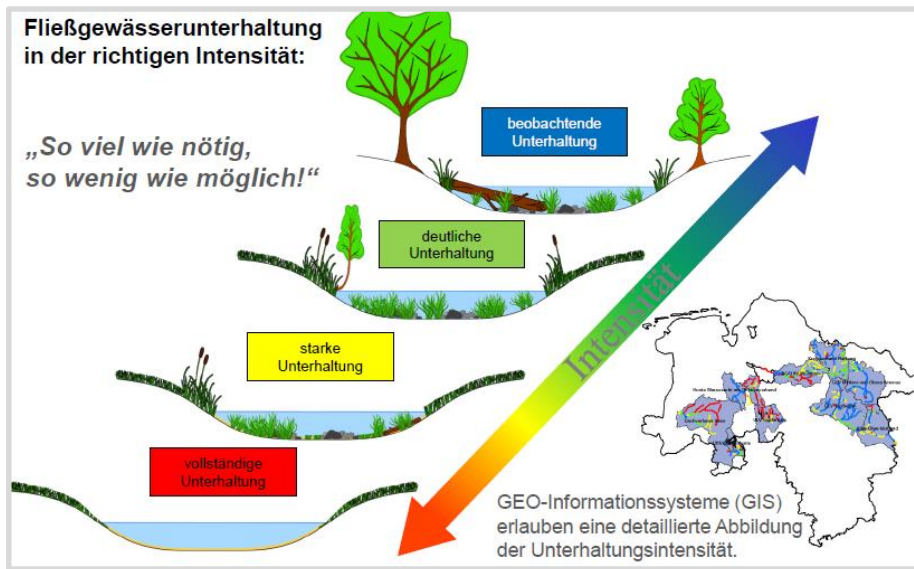 Fließgewässerunterhaltung
in der richtigen Intensität:
„So viel wie nötig,
so wenig wie möglich!“
beobachtende
Unterhaltung
deutliche
Unterhaltung
starke
Unterhaltung
vollständige
Unterhaltung
Intensität
GEO-Informationssysteme (GIS)
erlauben eine detaillierte Abbildung
der Unterhaltungsintensität.